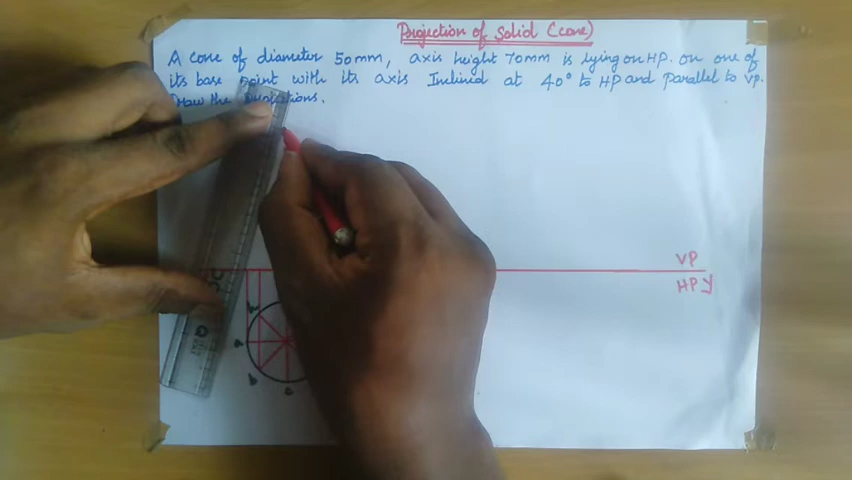 Projection of Solid (cone)
A Cone of diameter 50mm, axis height 70mm is lying on HP. on one of
its base point with its axis Inclined at 40° to HP and parallel to VP.
Draw the
VP
HP Y